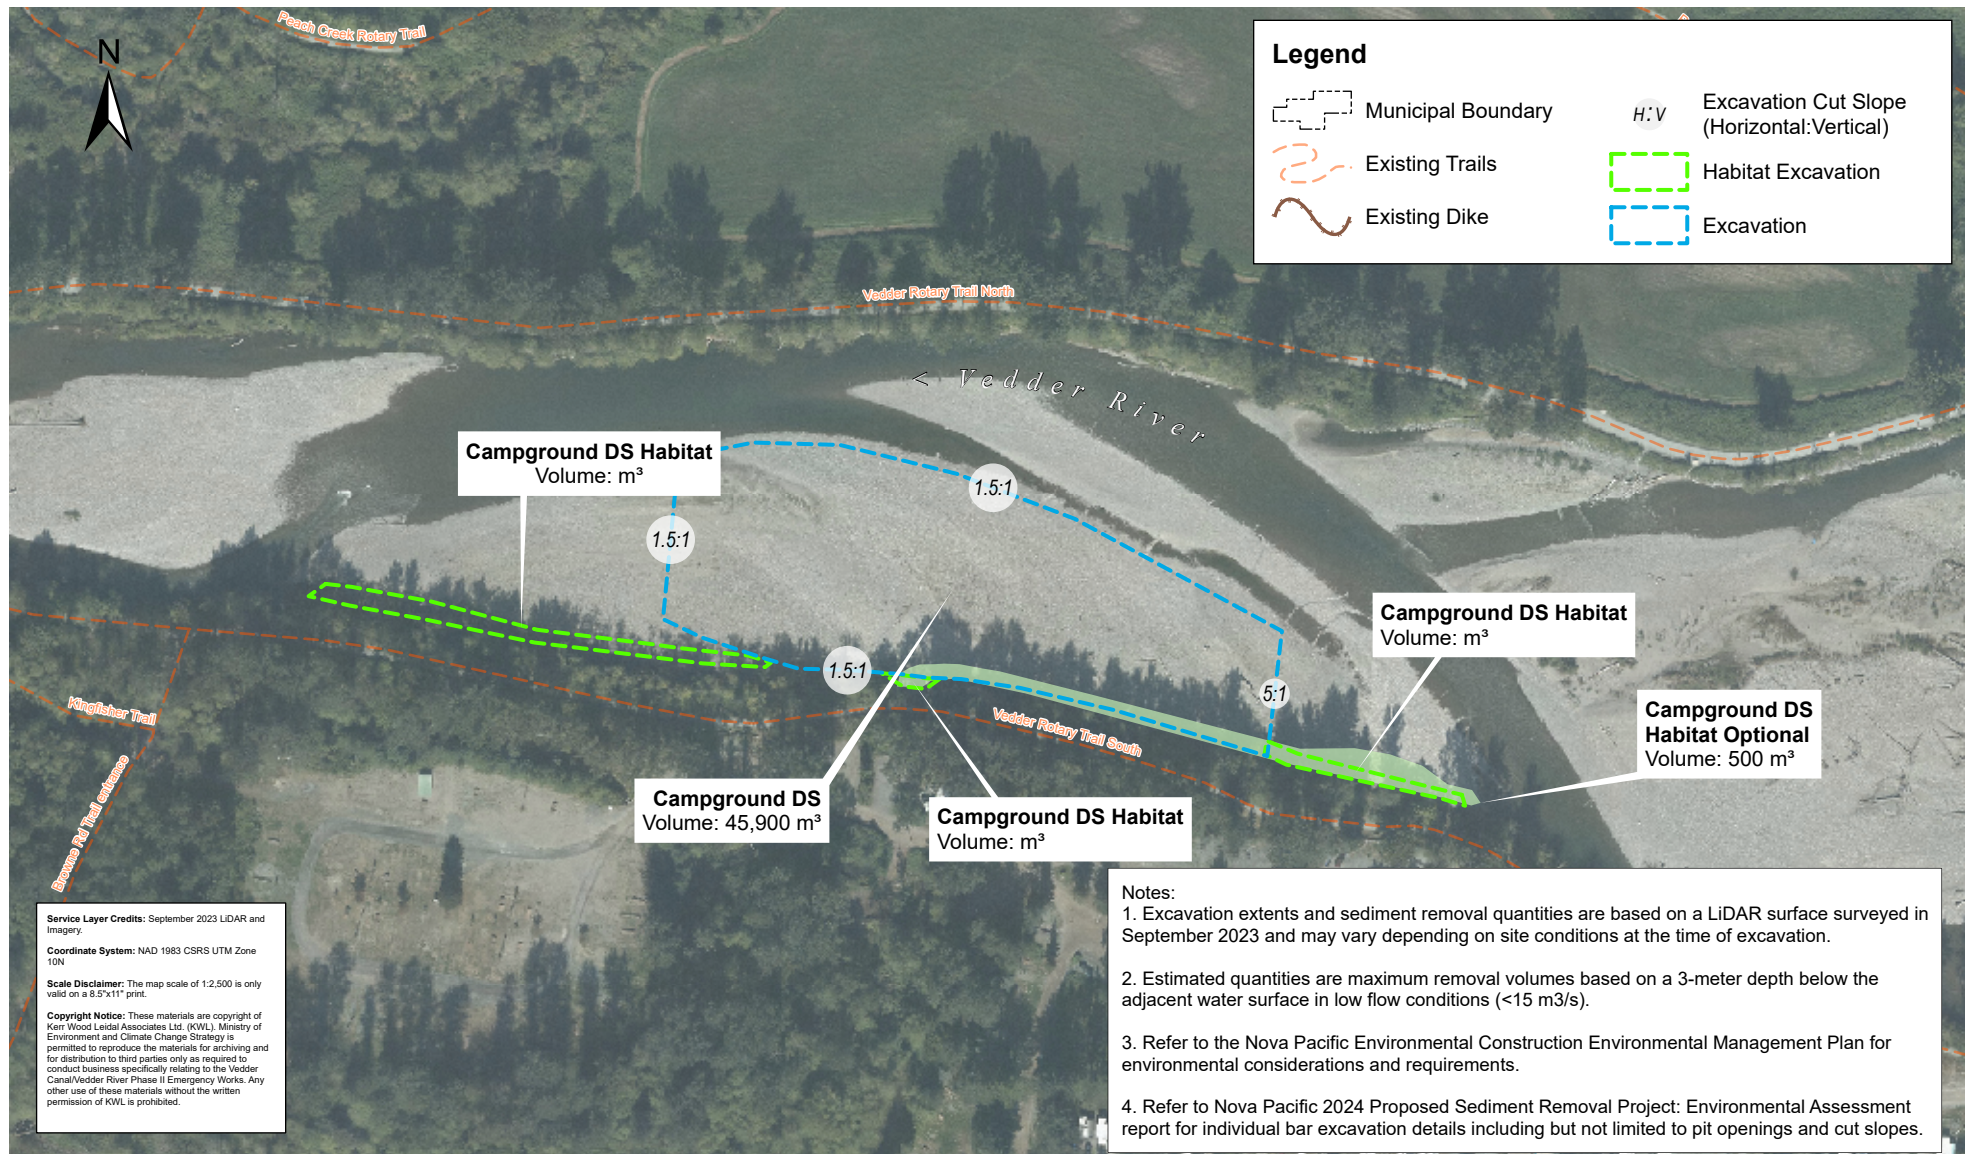 Peach Creek Rotary Trail
N
Legend
Municipal Boundary
Existing Trails
Existing Dike
H:V
Excavation Cut Slope
(Horizontal:Vertical)
Habitat Excavation
Excavation
Vedder Rotary Trail North
< Vedder River
Campground DS Habitat
Volume: m³
1.5:1
1.5:1
1.5:1
5:1
Campground DS Habitat
Volume: m³
Campground DS
Habitat Optional
Volume: 500 m³
Kingfisher Trail
Vedder Rotary Trail South
Browne Rd Trail entrance
Campground DS
Volume: 45,900 m³
Campground DS Habitat
Volume: m³
Service Layer Credits: September 2023 LiDAR and
Imagery.
Coordinate System: NAD 1983 CSRS UTM Zone
10N
Scale Disclaimer: The map scale of 1:2,500 is only
valid on a 8.5"x11" print.
Copyright Notice: These materials are copyright of
Kerr Wood Leidal Associates Ltd. (KWL). Ministry of
Environment and Climate Change Strategy is
permitted to reproduce the materials for archiving and
for distribution to third parties only as required to
conduct business specifically relating to the Vedder
Canal/Vedder River Phase II Emergency Works. Any
other use of these materials without the written
permission of KWL is prohibited.
Notes:
1. Excavation extents and sediment removal quantities are based on a LiDAR surface surveyed in
September 2023 and may vary depending on site conditions at the time of excavation.
2. Estimated quantities are maximum removal volumes based on a 3-meter depth below the
adjacent water surface in low flow conditions (<15 m3/s).
3. Refer to the Nova Pacific Environmental Construction Environmental Management Plan for
environmental considerations and requirements.
4. Refer to Nova Pacific 2024 Proposed Sediment Removal Project: Environmental Assessment
report for individual bar excavation details including but not limited to pit openings and cut slopes.